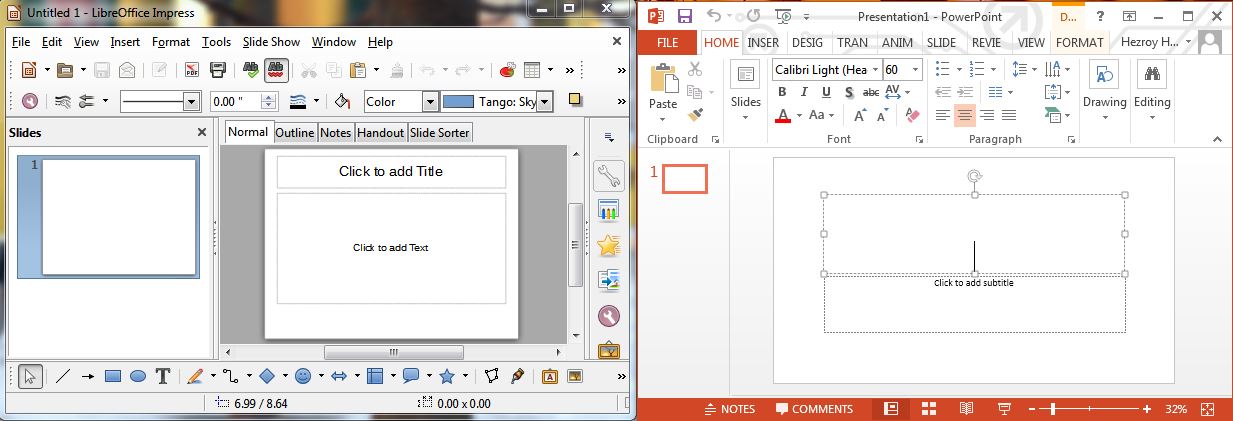 Untitled 1 - LibreOffice Impress
File Edit View Insert Format Tools Slide Show Window Help
PDF
Abc Abc
0.00 " Color Tango: Sky
Slides
Normal Outline Notes Handout Slide Sorter
1
Click to add Title
Click to add Text
T
A
6.99 / 8.64 0.00 x 0.00
Presentation1 - PowerPoint D... ?
FILE HOME INSER DESIG TRAN ANIM SLIDE REVIE VIEW FORMAT Hezroy H...
Calibri Light (Hea 60
B I U S abc AV
A Aa A A
Paste Slides Drawing Editing
Clipboard Font Paragraph
1
Click to add subtitle
NOTES COMMENTS 32%